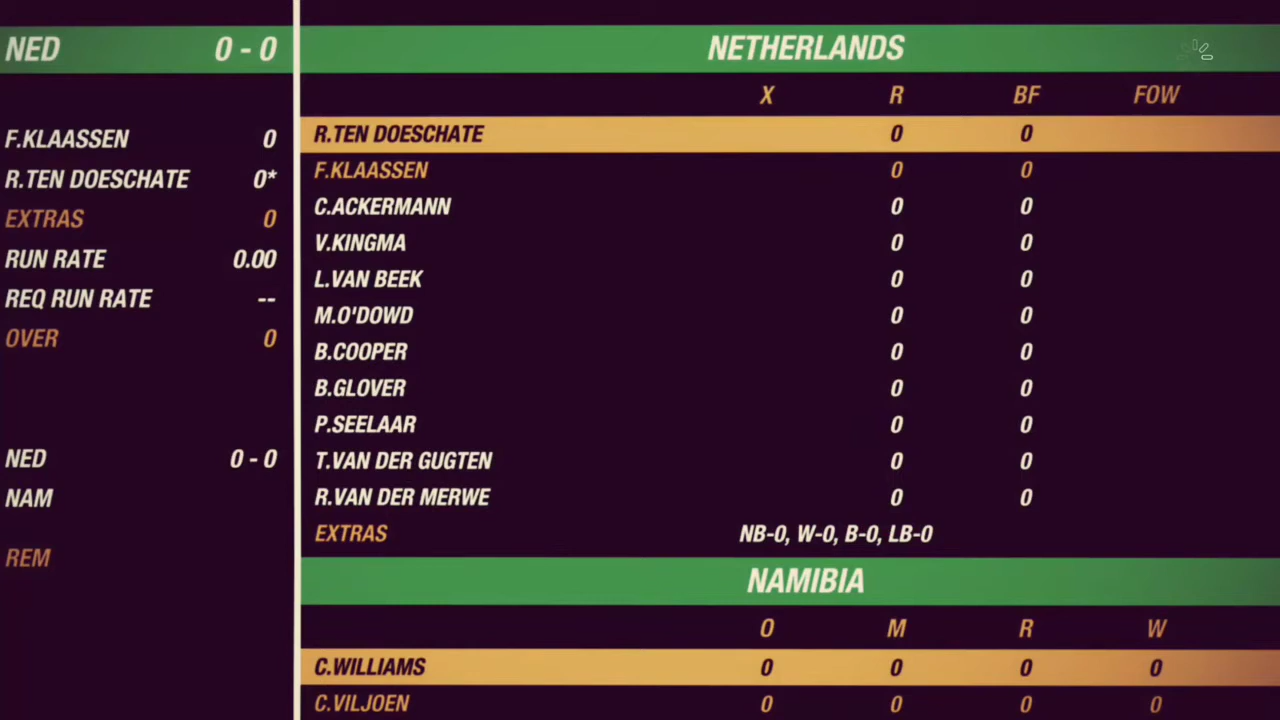 NED 0 - 0
F.KLAASSEN 0
R.TEN DOESCHATE 0*
EXTRAS 0
RUN RATE 0.00
REQ RUN RATE --
OVER 0
NED 0 - 0
NAM
REM
NETHERLANDS
X R BF FOW
R.TEN DOESCHATE 0 0
F.KLAASSEN 0 0
C.ACKERMANN 0 0
V.KINGMA 0 0
L.VAN BEEK 0 0
M.O'DOWD 0 0
B.COOPER 0 0
B.GLOVER 0 0
P.SEELAAR 0 0
T.VAN DER GUGTEN 0 0
R.VAN DER MERWE 0 0
EXTRAS NB-0, W-0, B-0, LB-0
NAMIBIA
O M R W
C.WILLIAMS 0 0 0 0
C.VILJOEN 0 0 0 0